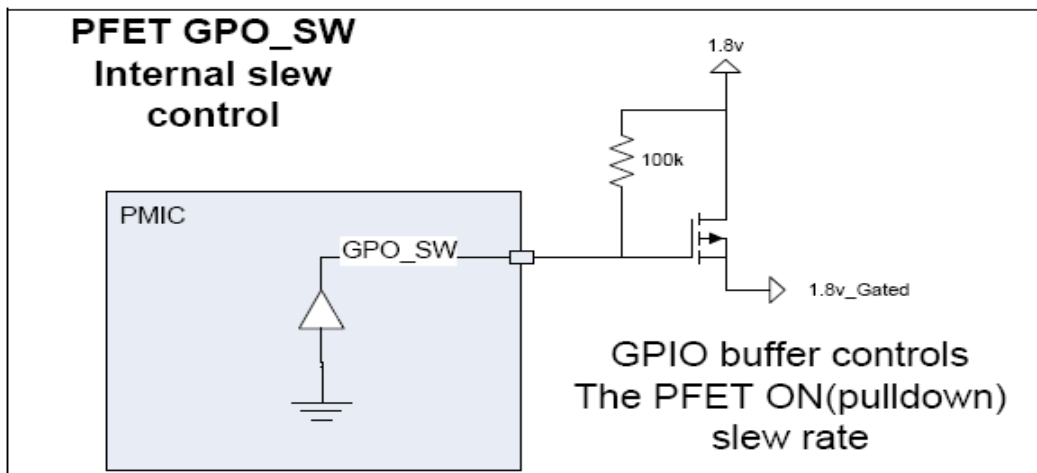 PFET GPO_SW
Internal slew
control
1.8v
100k
PMIC
GPO_SW
1.8v_Gated
GPIO buffer controls
The PFET ON(pulldown)
slew rate